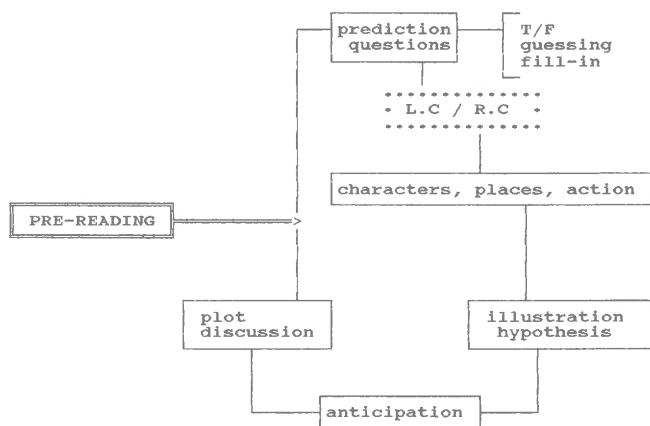 prediction
questions
T/F
guessing
fill-in
L.C / R.C
characters, places, action
PRE-READING
plot
discussion
illustration
hypothesis
anticipation